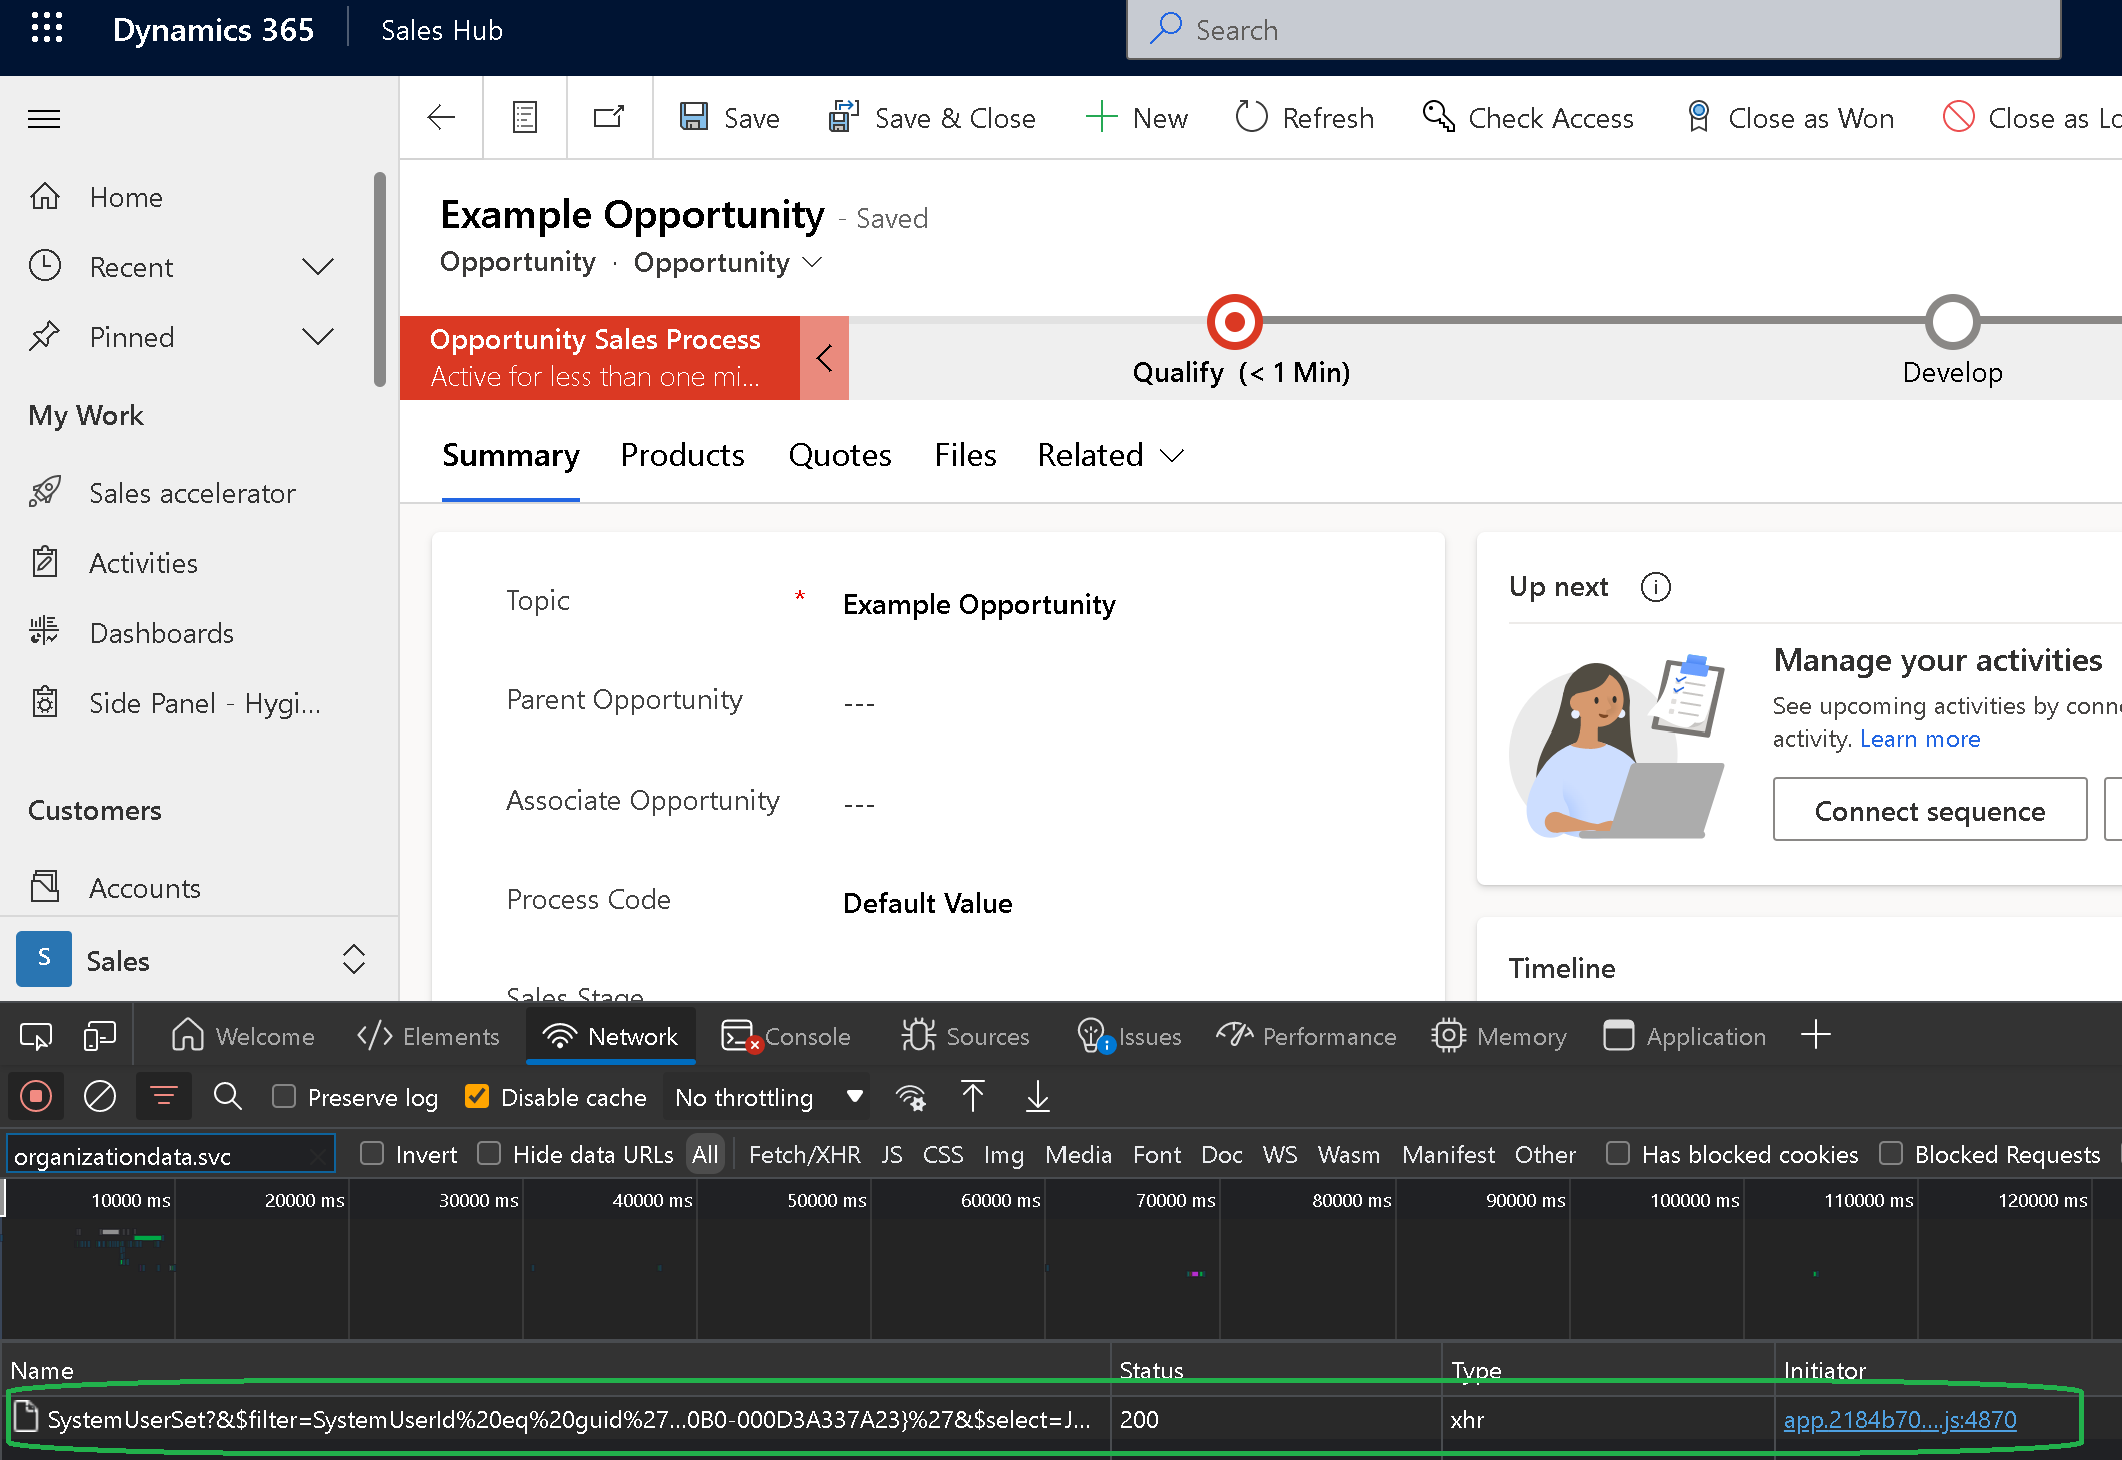 Dynamics 365 Sales Hub Search
Save Save & Close New Refresh Check Access Close as Won Close as Lo
Home
Recent
Pinned
My Work
Sales accelerator
Activities
Dashboards
Side Panel - Hygi...
Customers
Accounts
S Sales
Example Opportunity - Saved
Opportunity · Opportunity
Opportunity Sales Process
Active for less than one mi...
Qualify (< 1 Min)
Develop
Summary Products Quotes Files Related
Topic * Example Opportunity
Parent Opportunity ---
Associate Opportunity ---
Process Code Default Value
Sales Stage
Up next
Manage your activities
See upcoming activities by conne
activity. Learn more
Connect sequence
Timeline
Welcome Elements Network Console Sources Issues Performance Memory Application
Preserve log Disable cache No throttling
organizationdata.svc Invert Hide data URLs All Fetch/XHR JS CSS Img Media Font Doc WS Wasm Manifest Other Has blocked cookies Blocked Requests
10000 ms 20000 ms 30000 ms 40000 ms 50000 ms 60000 ms 70000 ms 80000 ms 90000 ms 100000 ms 110000 ms 120000 ms
Name Status Type Initiator
SystemUserSet?&$filter=SystemUserId%20eq%20guid%27...0B0-000D3A337A23}%27&$select=J... 200 xhr app.2184b70....js:4870